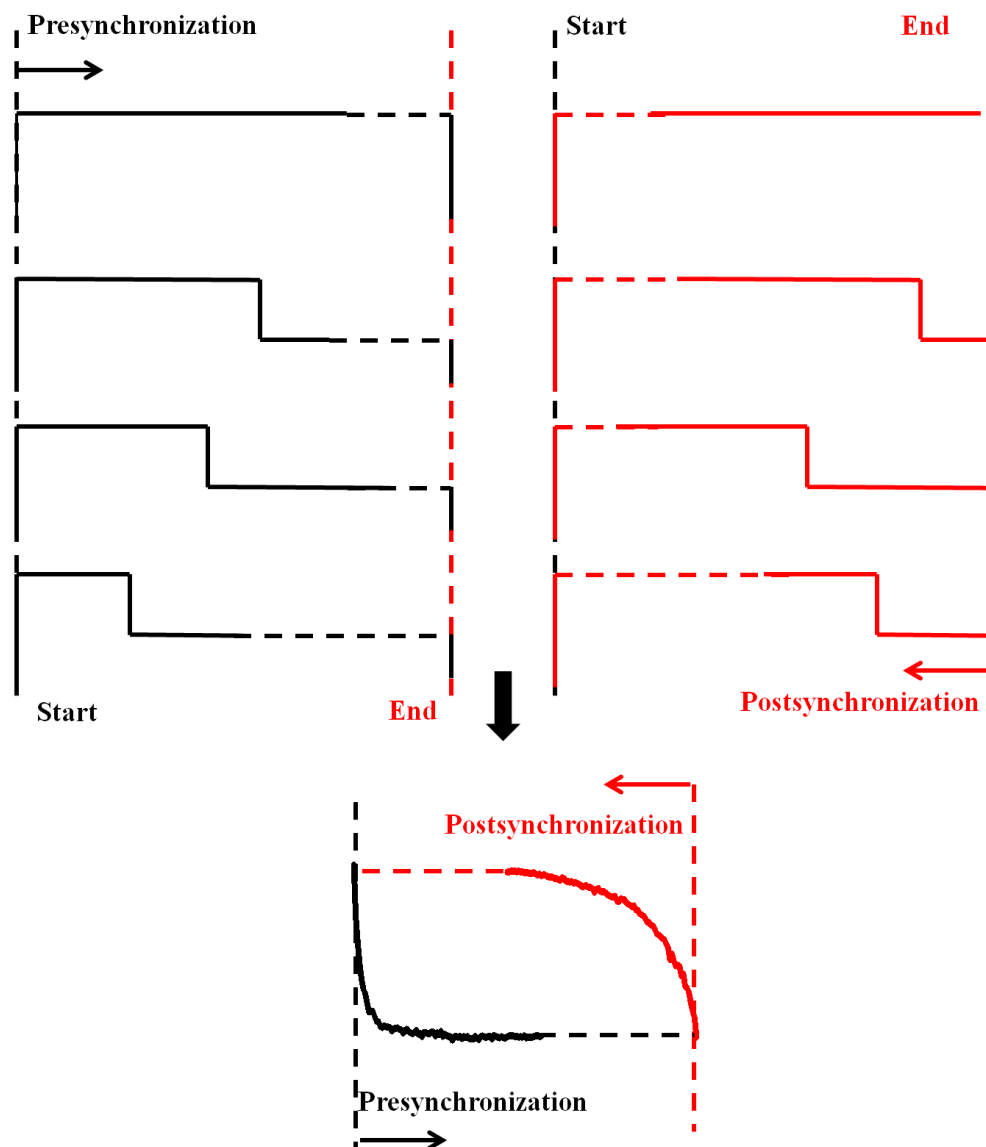 Presynchronization
Start
End
Start
End
Postsynchronization
Postsynchronization
Presynchronization